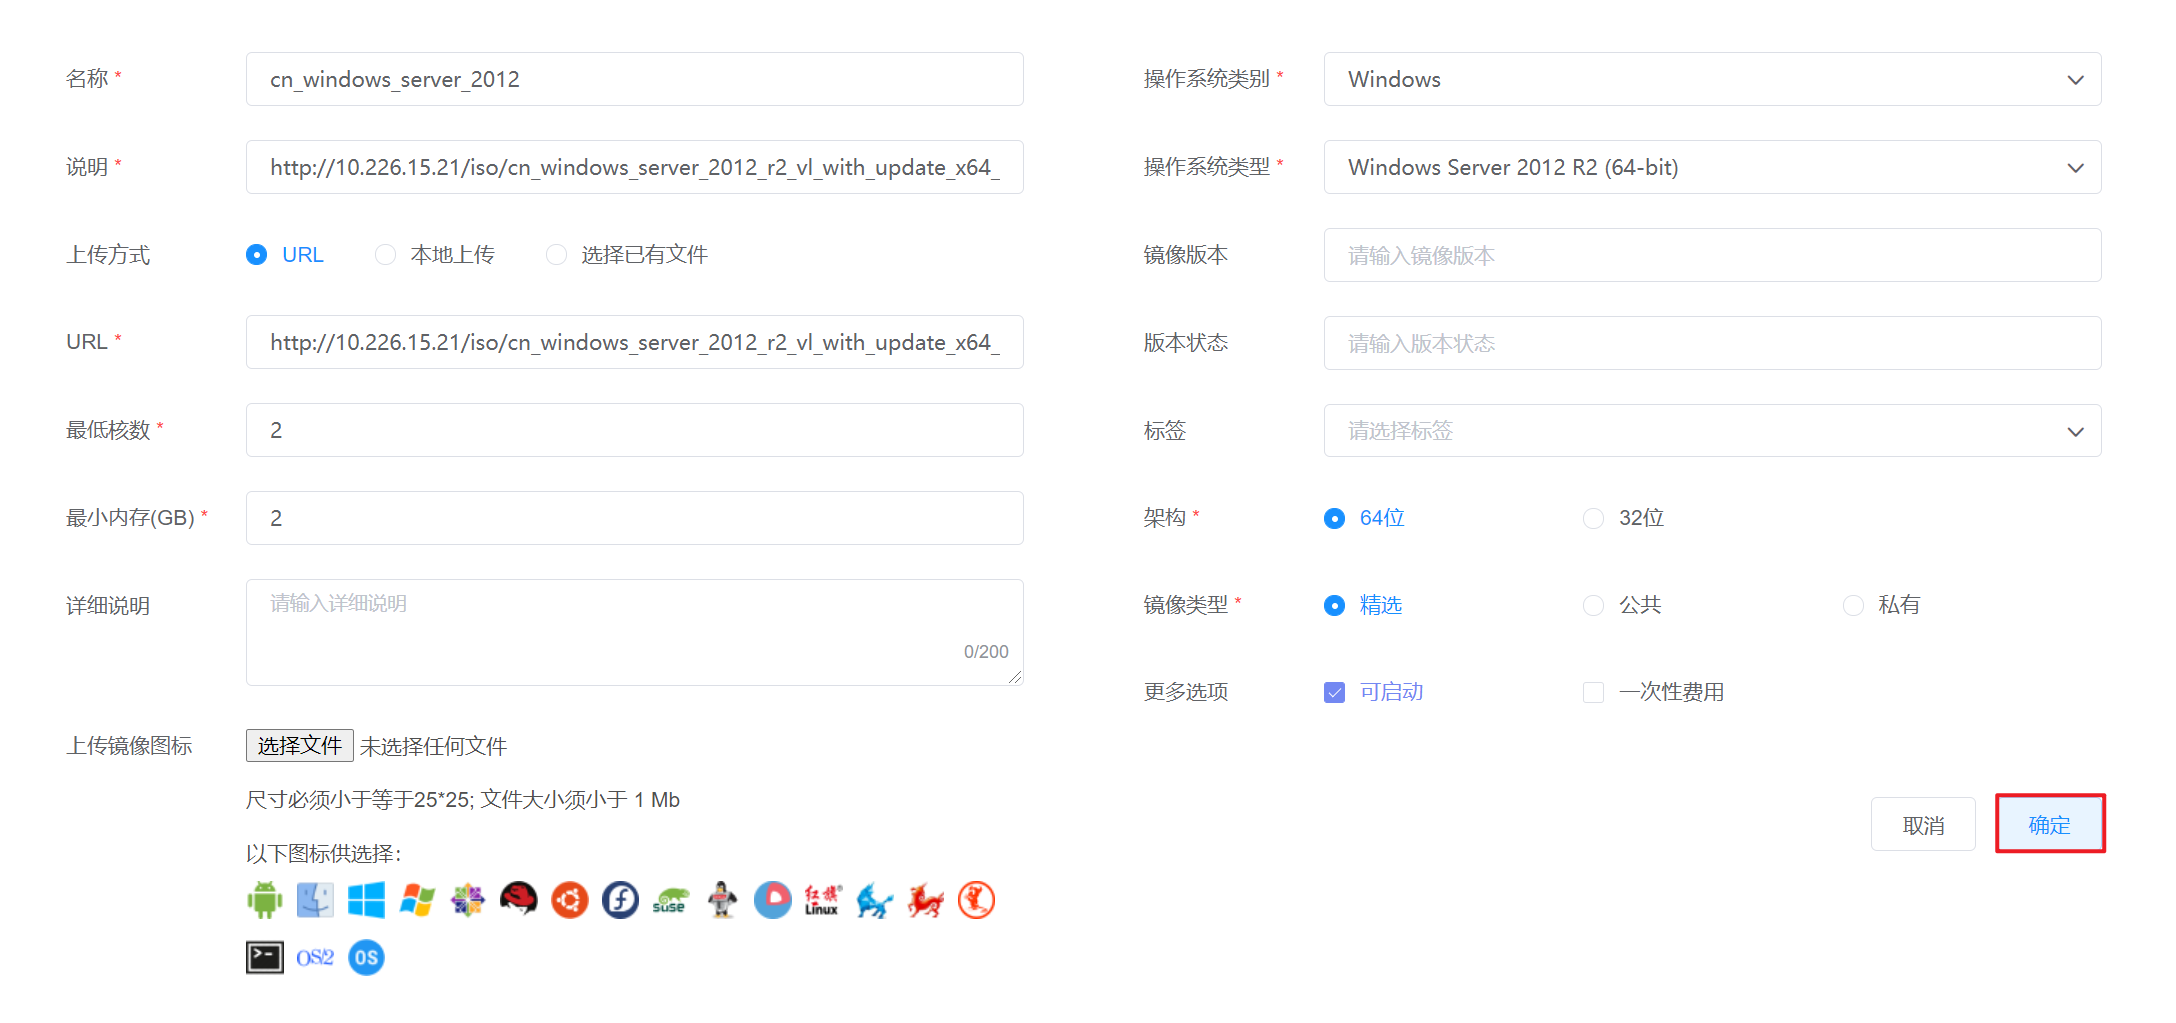 名称 *
cn_windows_server_2012
说明 *
http://10.226.15.21/iso/cn_windows_server_2012_r2_vl_with_update_x64_
上传方式
URL 本地上传 选择已有文件
URL *
http://10.226.15.21/iso/cn_windows_server_2012_r2_vl_with_update_x64_
最低核数 *
2
最小内存(GB) *
2
详细说明
请输入详细说明
0/200
上传镜像图标
选择文件 未选择任何文件
尺寸必须小于等于25*25; 文件大小须小于 1 Mb
以下图标供选择:
suse
红旗®
Linux
OS/2
OS
操作系统类别 *
Windows
操作系统类型 *
Windows Server 2012 R2 (64-bit)
镜像版本
请输入镜像版本
版本状态
请输入版本状态
标签
请选择标签
架构 *
64位 32位
镜像类型 *
精选 公共 私有
更多选项
可启动 一次性费用
取消 确定